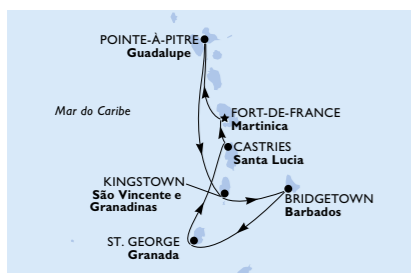 POINTE-À-PITRE
Guadalupe
Mar do Caribe
FORT-DE-FRANCE
Martinica
CASTRIES
Santa Lucia
KINGSTOWN
São Vincente e
Granadinas
BRIDGETOWN
Barbados
ST. GEORGE
Granada